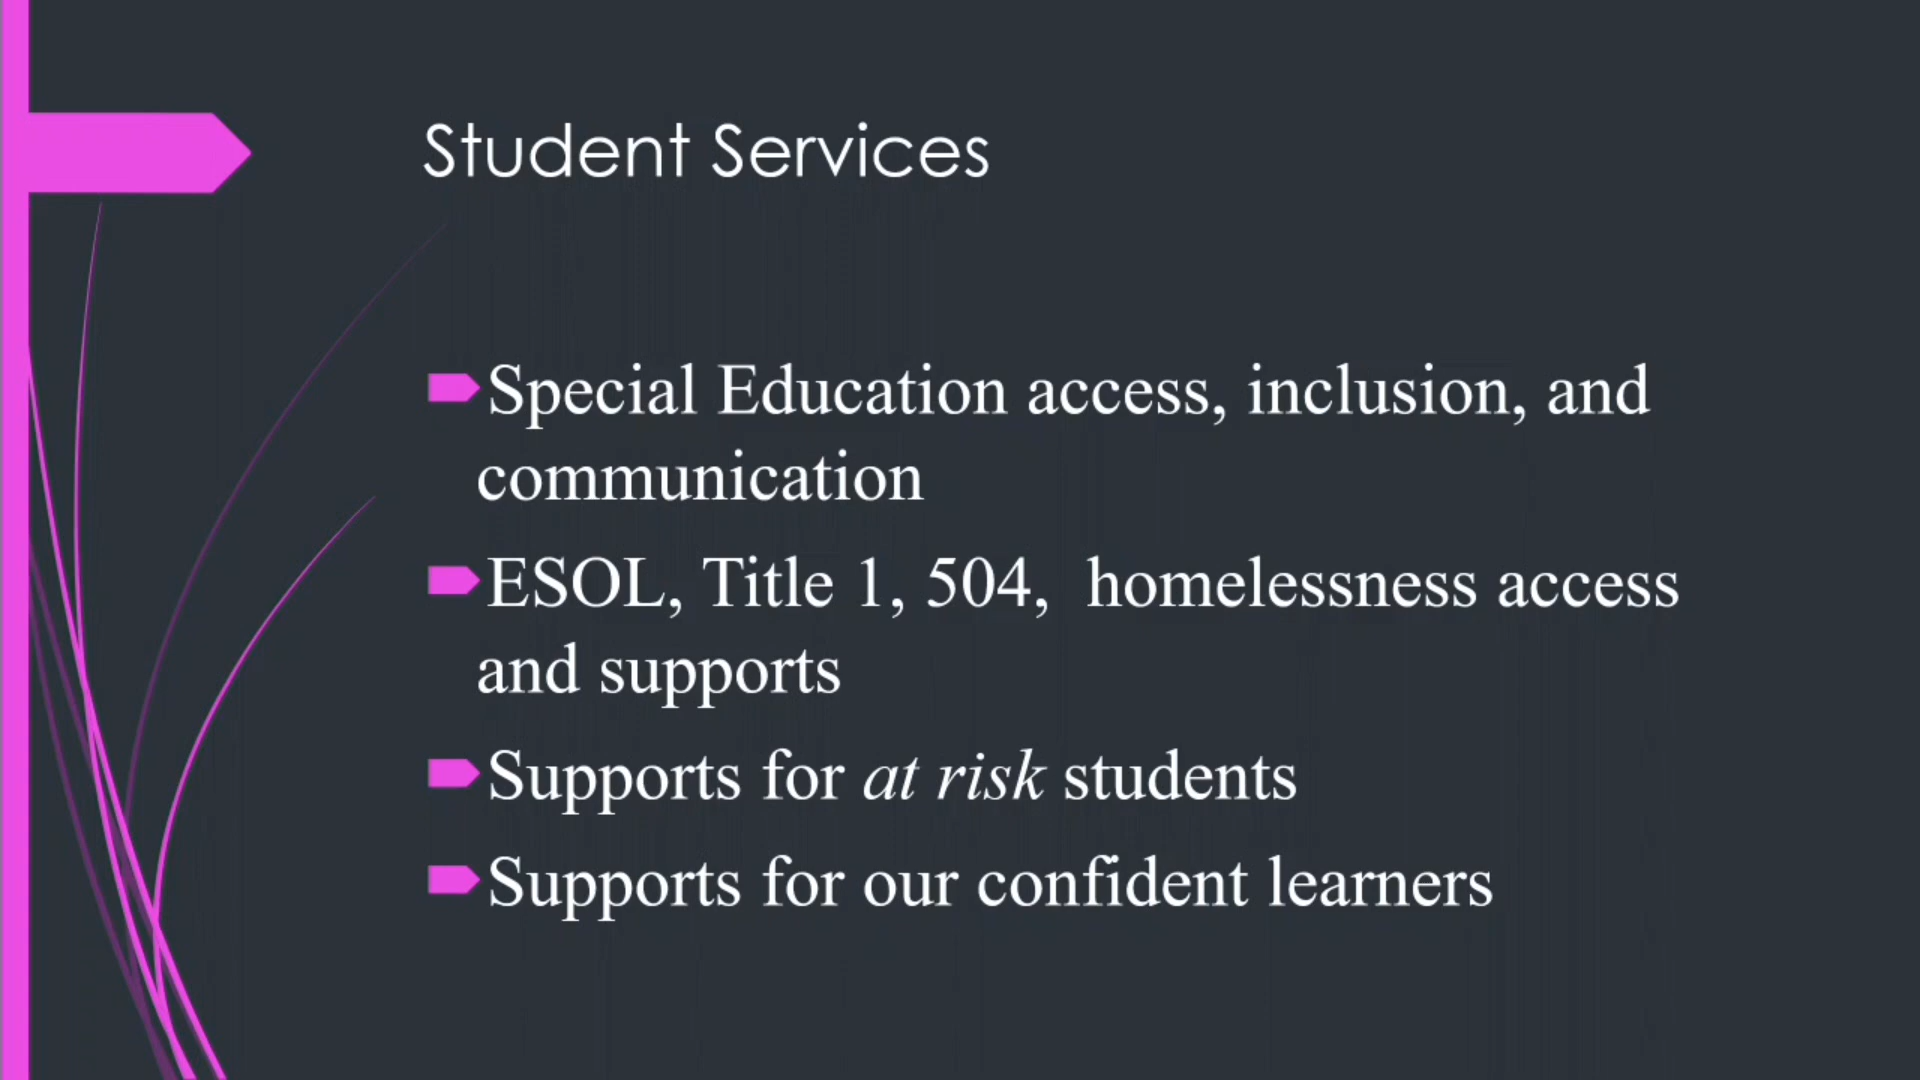 Student Services
Special Education access, inclusion, and
communication
ESOL, Title 1, 504,  homelessness access
and supports
Supports for at risk students
Supports for our confident learners